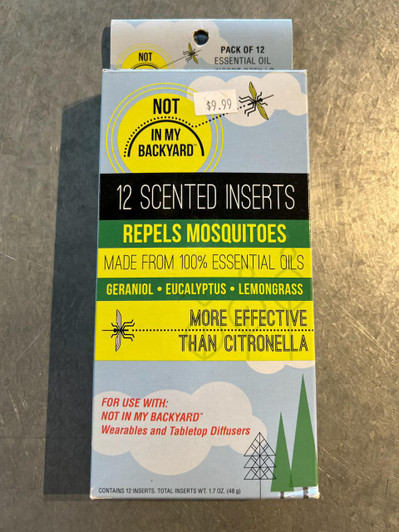 NOT
PACK OF 12
ESSENTIAL OIL
$9.99
NOT
IN MY
BACKYARD™
12 SCENTED INSERTS
REPELS MOSQUITOES
MADE FROM 100% ESSENTIAL OILS
GERANIOL • EUCALYPTUS • LEMONGRASS
MORE EFFECTIVE
THAN CITRONELLA
FOR USE WITH:
NOT IN MY BACKYARD™
Wearables and Tabletop Diffusers
CONTAINS 12 INSERTS. TOTAL INSERTS WT. 1.7 OZ. (48 g)